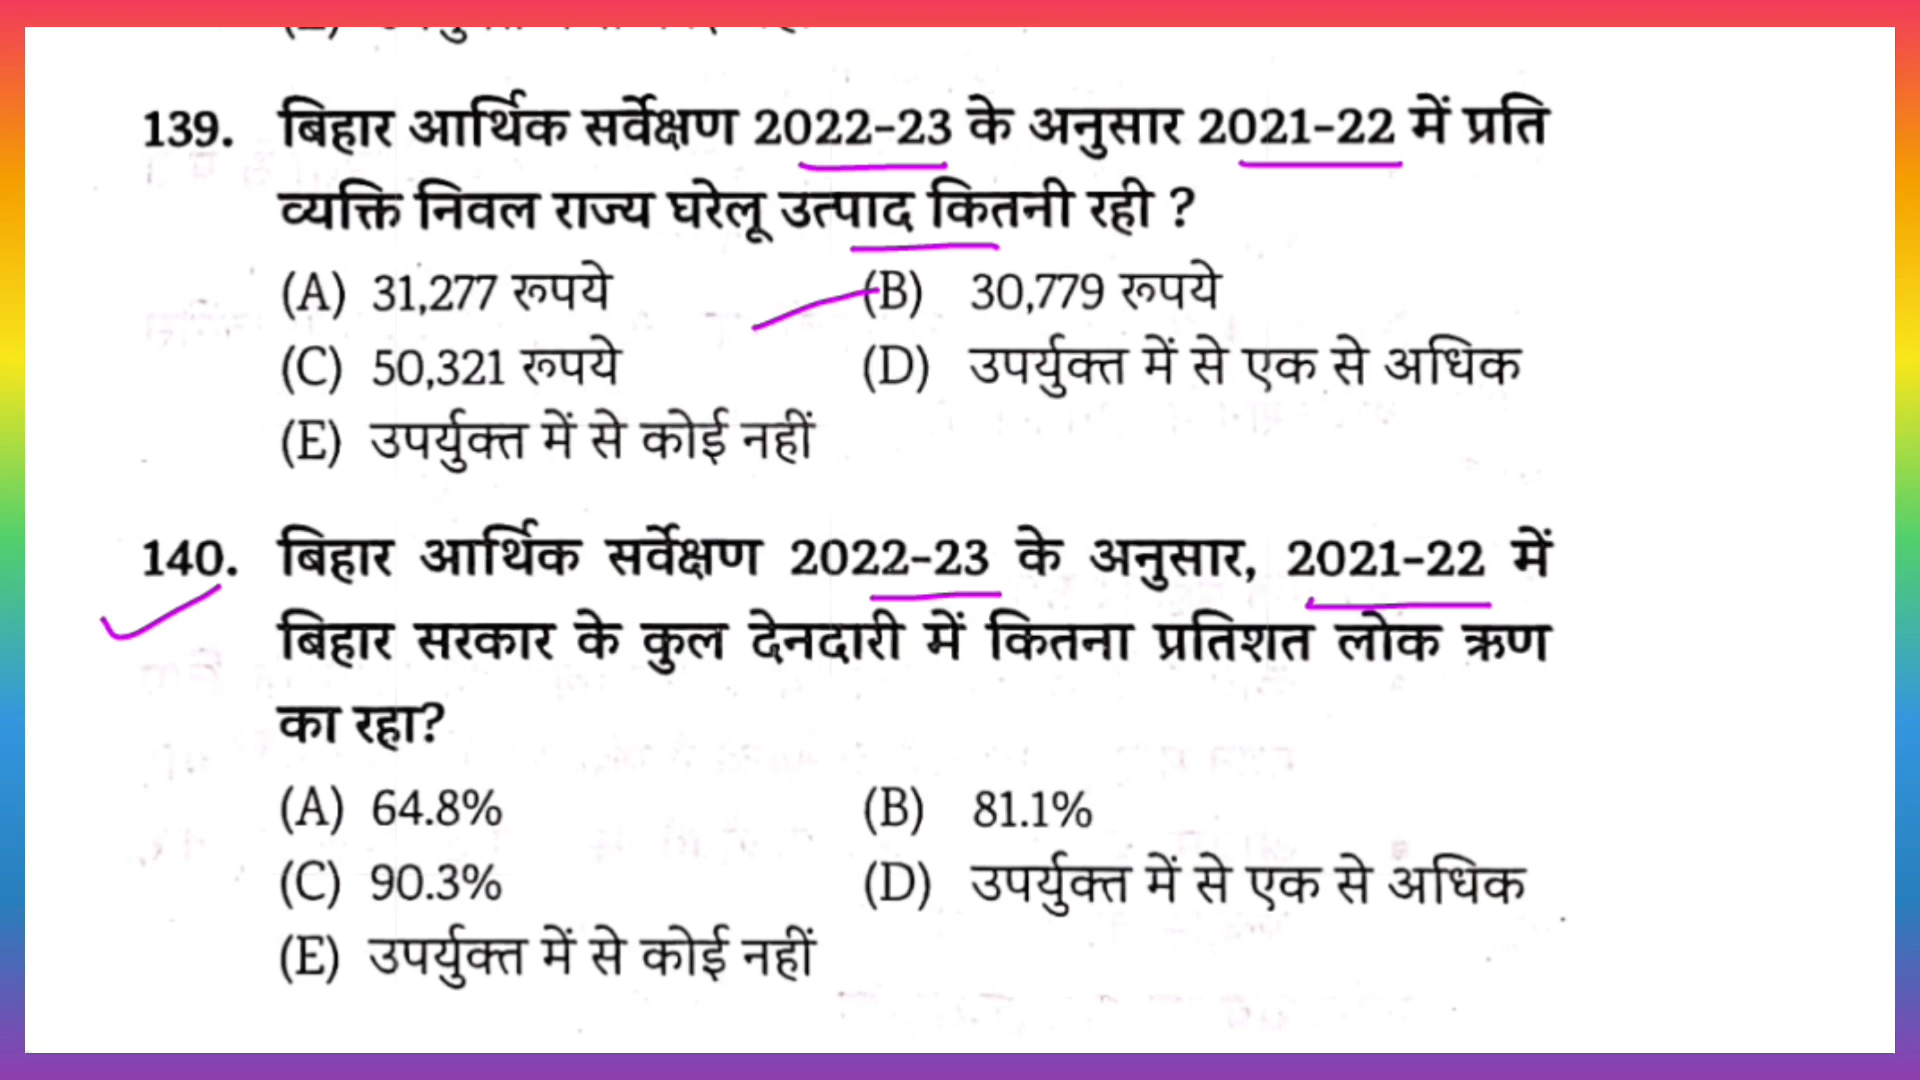 139. बिहार आर्थिक सर्वेक्षण 2022-23 के अनुसार 2021-22 में प्रति
व्यक्ति निवल राज्य घरेलू उत्पाद कितनी रही ?
(A) 31,277 रूपये (B) 30,779 रूपये
(C) 50,321 रूपये (D) उपर्युक्त में से एक से अधिक
(E) उपर्युक्त में से कोई नहीं
140. बिहार आर्थिक सर्वेक्षण 2022-23 के अनुसार, 2021-22 में
बिहार सरकार के कुल देनदारी में कितना प्रतिशत लोक ऋण
का रहा?
(A) 64.8% (B) 81.1%
(C) 90.3% (D) उपर्युक्त में से एक से अधिक
(E) उपर्युक्त में से कोई नहीं